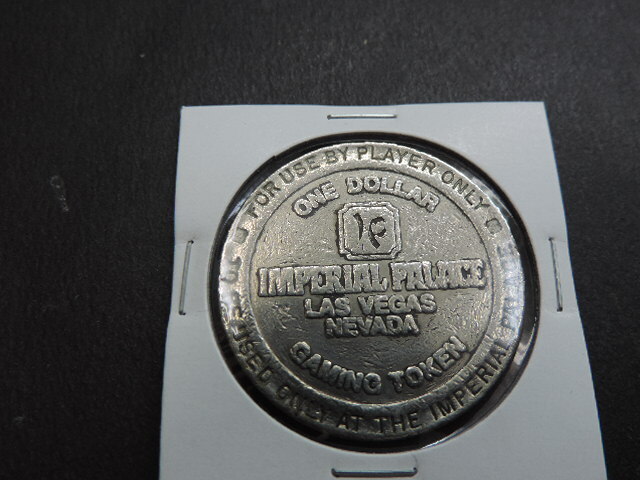 FOR USE BY PLAYER ONLY
ONE DOLLAR
IP
IMPERIAL PALACE
LAS VEGAS
NEVADA
GAMING TOKEN
USED ONLY AT THE IMPERIAL